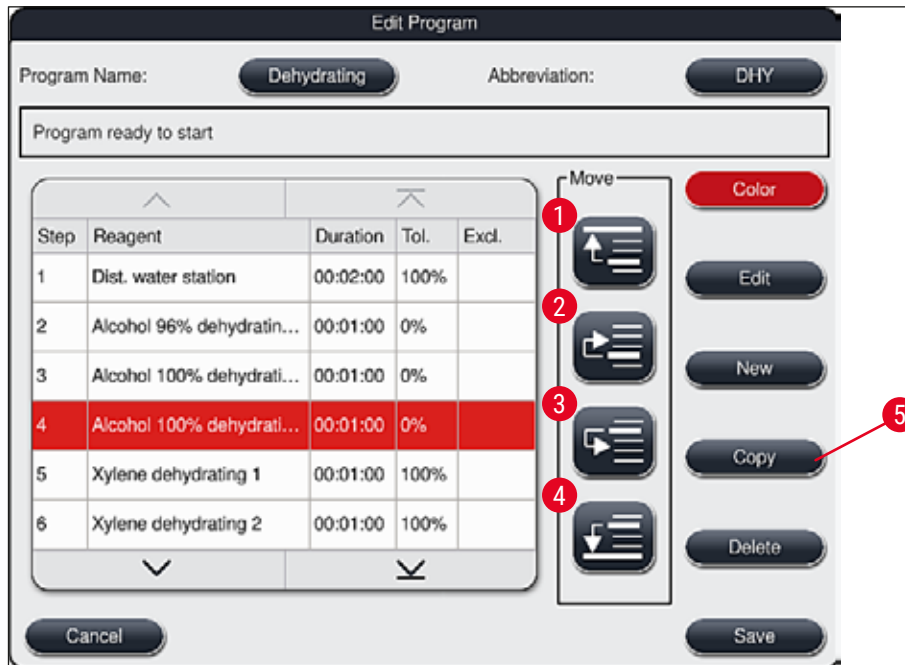 Edit Program
Program Name: Dehydrating Abbreviation: DHY
Program ready to start
Move
Color
1
Step Reagent Duration Tol. Excl.
1 Dist. water station 00:02:00 100%
Edit
2
2 Alcohol 96% dehydratin... 00:01:00 0%
3 Alcohol 100% dehydrati... 00:01:00 0%
New
3
4 Alcohol 100% dehydrati... 00:01:00 0%
5
Copy
5 Xylene dehydrating 1 00:01:00 100%
4
6 Xylene dehydrating 2 00:01:00 100%
Delete
Cancel
Save